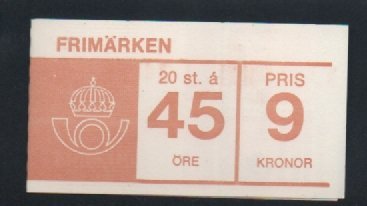 FRIMÄRKEN
20 st. á
45
ÖRE
PRIS
9
KRONOR